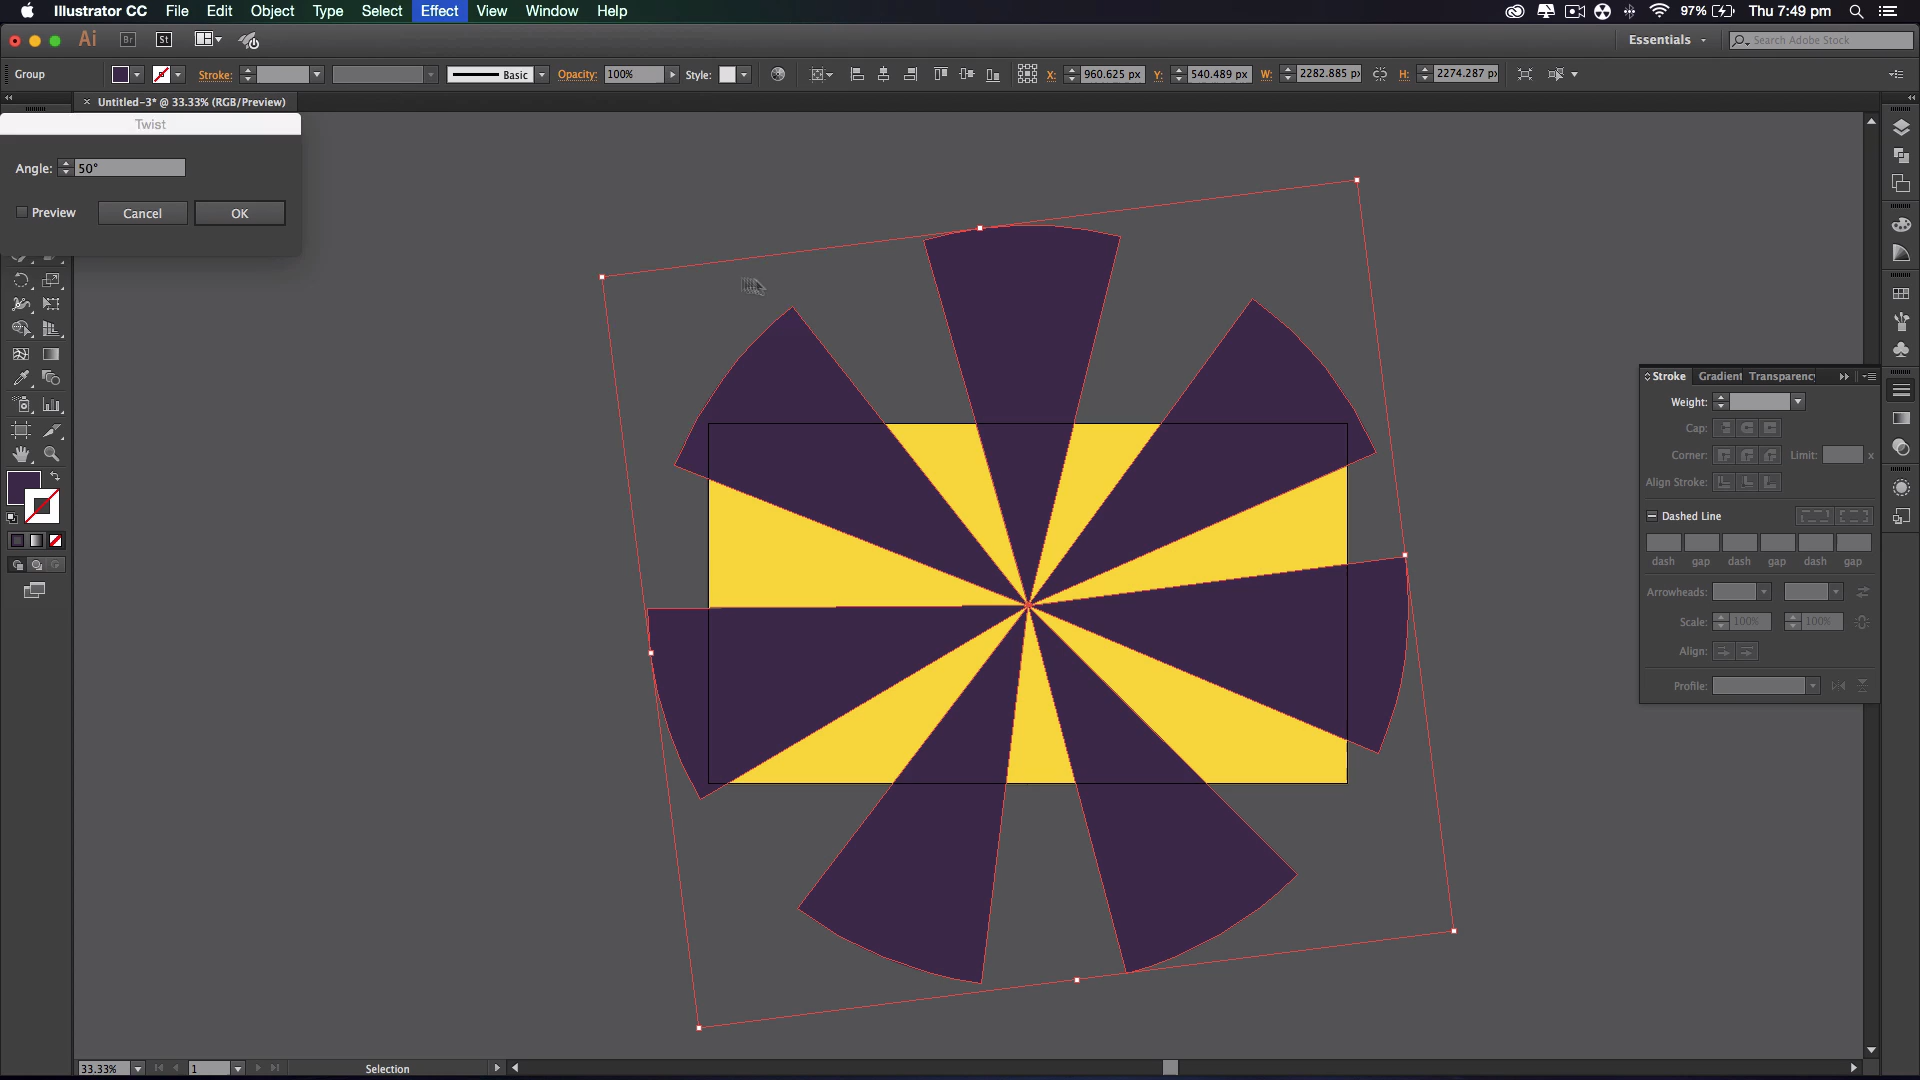 Illustrator CC File Edit Object Type Select Effect View Window Help 97% Thu 7:49 pm
Ai Br St Essentials Search Adobe Stock
Group Stroke: Basic Opacity: 100% Style: X: 960.625 px Y: 540.489 px W: 2282.885 px H: 2274.287 px
× Untitled-3* @ 33.33% (RGB/Preview)
Twist
Angle: 50°
Preview Cancel OK
Stroke Gradient Transparency
Weight:
Cap:
Corner: Limit: x
Align Stroke:
Dashed Line
dash gap dash gap dash gap
Arrowheads:
Scale: 100% 100%
Align:
Profile:
33.33% 1 Selection